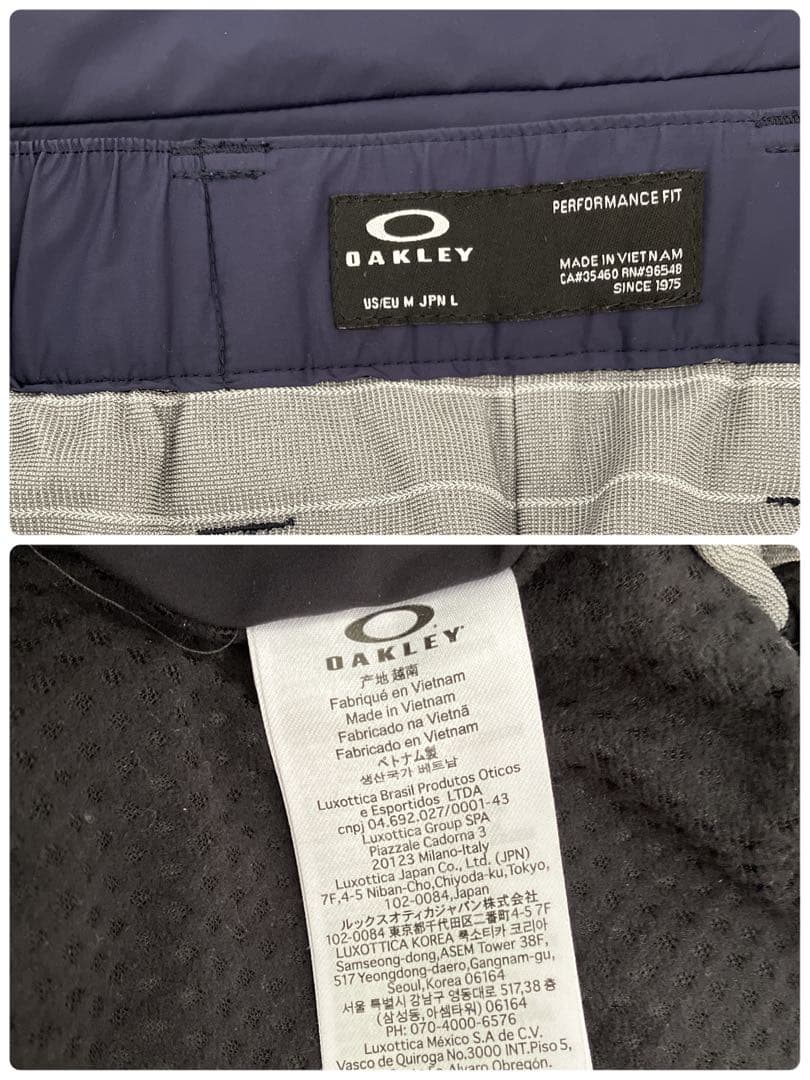 OAKLEY
US/EU M JPN L
PERFORMANCE FIT
MADE IN VIETNAM
CA#35460 RN#96548
SINCE 1975
OAKLEY
产地 越南
Fabriqué en Vietnam
Made in Vietnam
Fabricado na Vietnã
Fabricado en Vietnam
ベトナム製
생산국가 베트남
Luxottica Brasil Produtos Oticos
e Esportidos LTDA
cnpj 04.692.027/0001-43
Luxottica Group SPA
Piazzale Cadorna 3
20123 Milano-Italy
Luxottica Japan Co., Ltd. (JPN)
7F,4-5 Niban-Cho,Chiyoda-ku,Tokyo,
102-0084,Japan
ルックスオティカジャパン株式会社
102-0084 東京都千代田区二番町4-5 7F
LUXOTTICA KOREA 룩소티카 코리아
Samseong-dong,ASEM Tower 38F,
517 Yeongdong-daero,Gangnam-gu,
Seoul,Korea 06164
서울 특별시 강남구 영동대로 517,38 층
(삼성동,아셈타워) 06164
PH: 070-4000-6576
Luxottica México S.A de C.V.
Vasco de Quiroga No.3000 INT.Piso 5,
Alvaro Obregón.